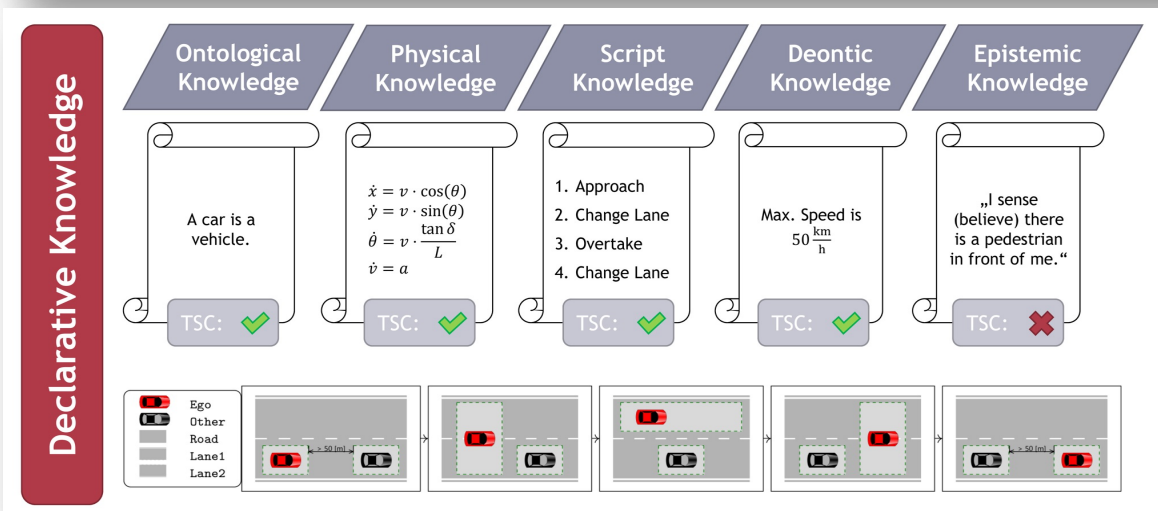 Declarative Knowledge
Ontological
Knowledge
Physical
Knowledge
Script
Knowledge
Deontic
Knowledge
Epistemic
Knowledge
A car is a
vehicle.
TSC:
ẋ = v · cos(θ)
ẏ = v · sin(θ)
θ̇ = v · tan δ / L
v̇ = a
TSC:
1. Approach
2. Change Lane
3. Overtake
4. Change Lane
TSC:
Max. Speed is
50 km/h
TSC:
„I sense
(believe) there
is a pedestrian
in front of me.“
TSC:
Ego
Other
Road
Lane1
Lane2
> 50 [m]
> 50 [m]